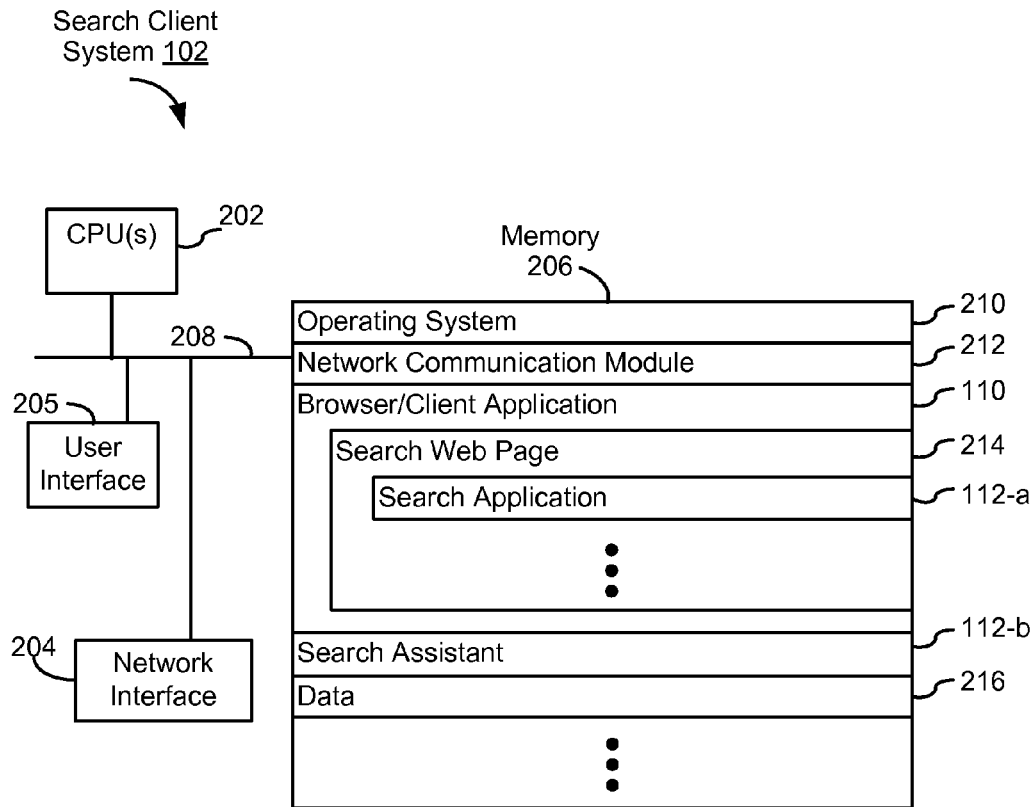 Search Client
System 102
CPU(s)
202
Memory
206
208
Operating System
210
Network Communication Module
212
Browser/Client Application
110
205
User
Interface
Search Web Page
214
Search Application
112-a
204
Network
Interface
Search Assistant
112-b
Data
216